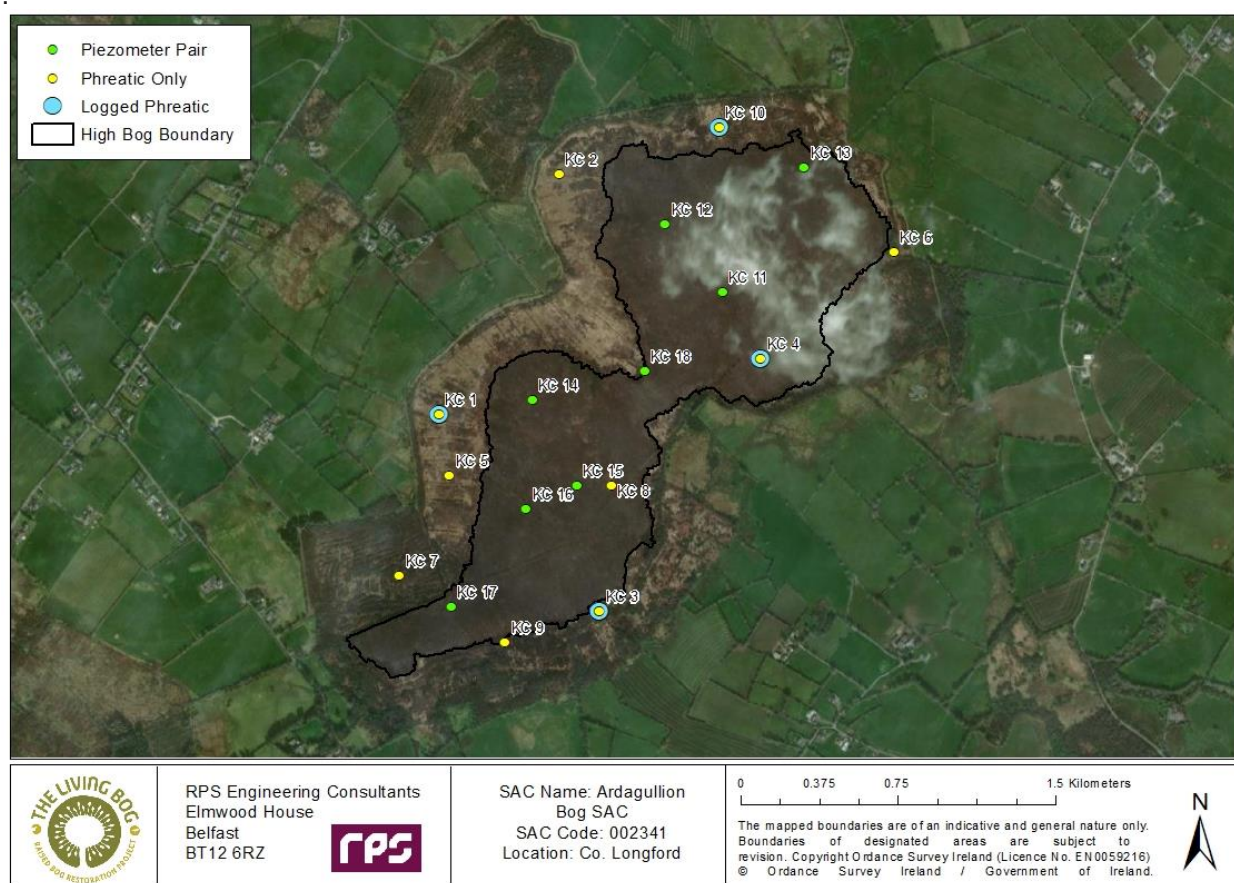 .
Piezometer Pair
Phreatic Only
Logged Phreatic
High Bog Boundary
KC 10
KC 2
KC 13
KC 12
KC 6
KC 11
KC 4
KC 18
KC 14
KC 1
KC 5
KC 15
KC 8
KC 16
KC 7
KC 17
KC 3
KC 9
THE LIVING BOG
RAISED BOG RESTORATION PROJECT
RPS Engineering Consultants
Elmwood House
Belfast
BT12 6RZ
rps
SAC Name: Ardagullion
Bog SAC
SAC Code: 002341
Location: Co. Longford
0 0.375 0.75 1.5 Kilometers
The mapped boundaries are of an indicative and general nature only.
Boundaries of designated areas are subject to
revision. Copyright Ordance Survey Ireland (Licence No. EN0059216)
© Ordance Survey Ireland / Government of Ireland.
N